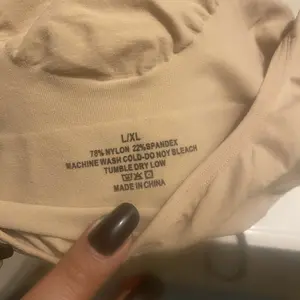 L/XL
78% NYLON 22%SPANDEX
MACHINE WASH COLD-DO NOY BLEACH
TUMBLE DRY LOW
MADE IN CHINA